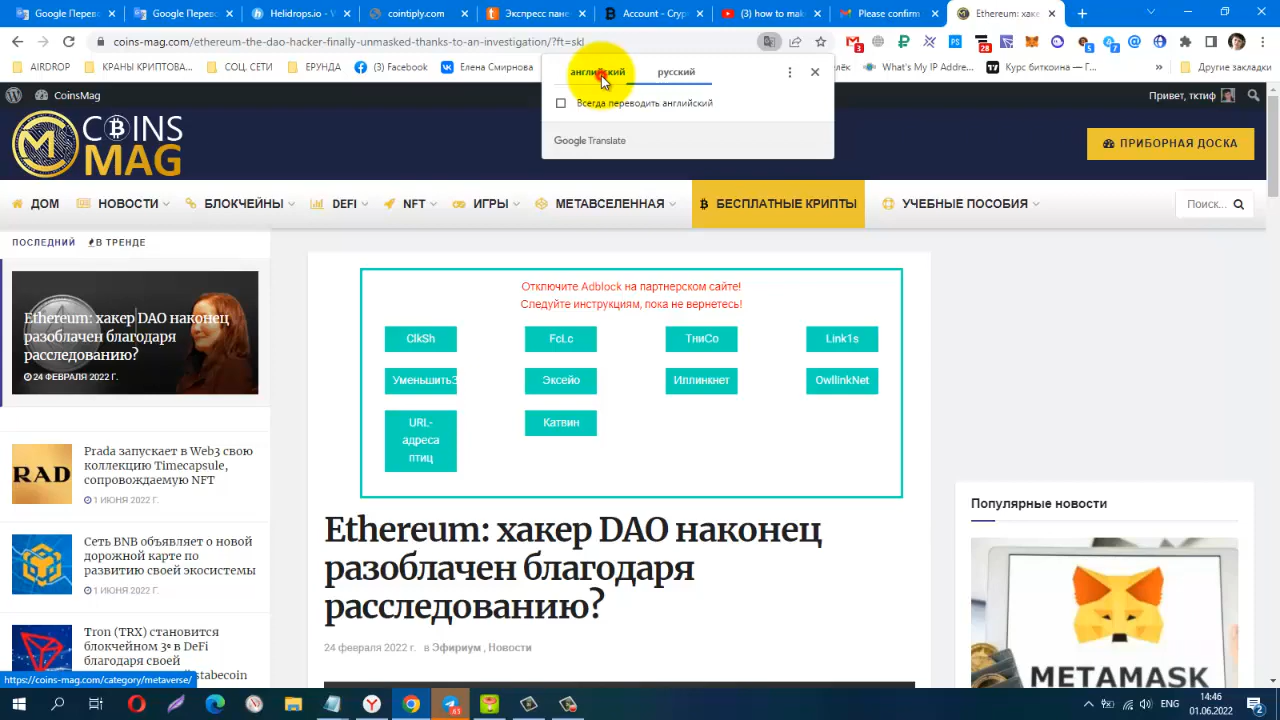 Google Перево
Google Перево
Helidrops.io - W
cointiply.com
Экспресс пане
Account - Crypt
(3) how to mak
Please confirm
Ethereum: хаке
coins-mag.com/ethereum-the-dao-hacker-finally-unmasked-thanks-to-an-investigation/?ft=skl
AIRDROP
КРАНЫ КРИПТОВА...
СОЦ. СЕТИ
ЕРУНДА
(3) Facebook
Елена Смирнова
What's My IP Address...
Курс биткоина — Г...
»
Другие закладки
английский
русский
Всегда переводить английский
Google Translate
CoinsMag
Привет, тктиф
COINS
MAG
ПРИБОРНАЯ ДОСКА
ДОМ
НОВОСТИ
БЛОКЧЕЙНЫ
DEFI
NFT
ИГРЫ
МЕТАВСЕЛЕННАЯ
БЕСПЛАТНЫЕ КРИПТЫ
УЧЕБНЫЕ ПОСОБИЯ
Поиск...
ПОСЛЕДНИЙ
В ТРЕНДЕ
Ethereum: хакер DAO наконец
разоблачен благодаря
расследованию?
24 ФЕВРАЛЯ 2022 Г.
RAD
Prada запускает в Web3 свою
коллекцию Timecapsule,
сопровождаемую NFT
1 ИЮНЯ 2022 Г.
Сеть BNB объявляет о новой
дорожной карте по
развитию своей экосистемы
1 ИЮНЯ 2022 Г.
Tron (TRX) становится
блокчейном 3ᵉ в DeFi
благодаря своей
stabecoin
Отключите Adblock на партнерском сайте!
Следуйте инструкциям, пока не вернетесь!
ClkSh
Fci.c
ТниСо
Link1s
Уменьшить3
Эксейо
Иллинкнет
OwllinkNet
URL-
адреса
птиц
Катвин
Ethereum: хакер DAO наконец
разоблачен благодаря
расследованию?
24 февраля 2022 г. в Эфириум , Новости
Популярные новости
METAMASK
https://coins-mag.com/category/metaverse/
ENG
14:46
01.06.2022